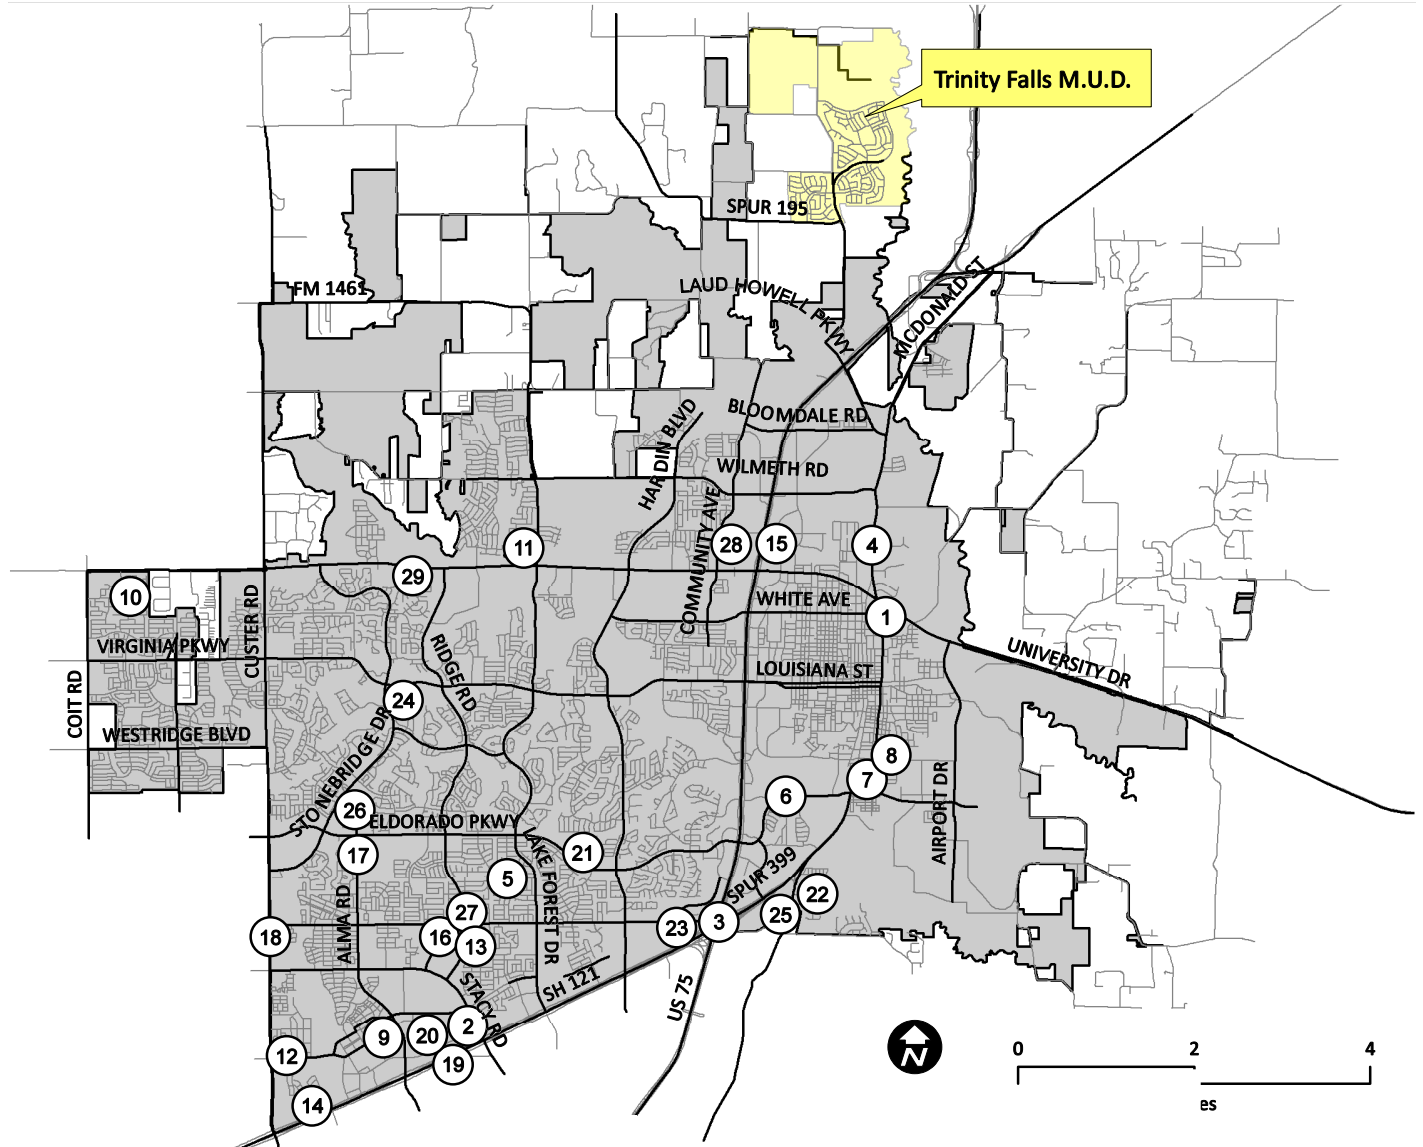 Trinity Falls M.U.D.
SPUR 195
FM 1461
LAUD HOWELL PKWY
MCDONALD ST
BLOOMDALE RD
HARDIN BLVD
WILMETH RD
COMMUNITY AVE
28
15
4
11
29
10
WHITE AVE
1
CUSTER RD
VIRGINIA PKWY
RIDGE RD
LOUISIANA ST
UNIVERSITY DR
COIT RD
24
WESTRIDGE BLVD
STONEBRIDGE DR
8
7
6
AIRPORT DR
26
ELDORADO PKWY
17
21
LAKE FOREST DR
5
SPUR 399
22
ALMA RD
27
25
3
23
18
16
13
STACY RD
SH 121
US 75
2
20
9
12
19
14
N
0
2
4
es